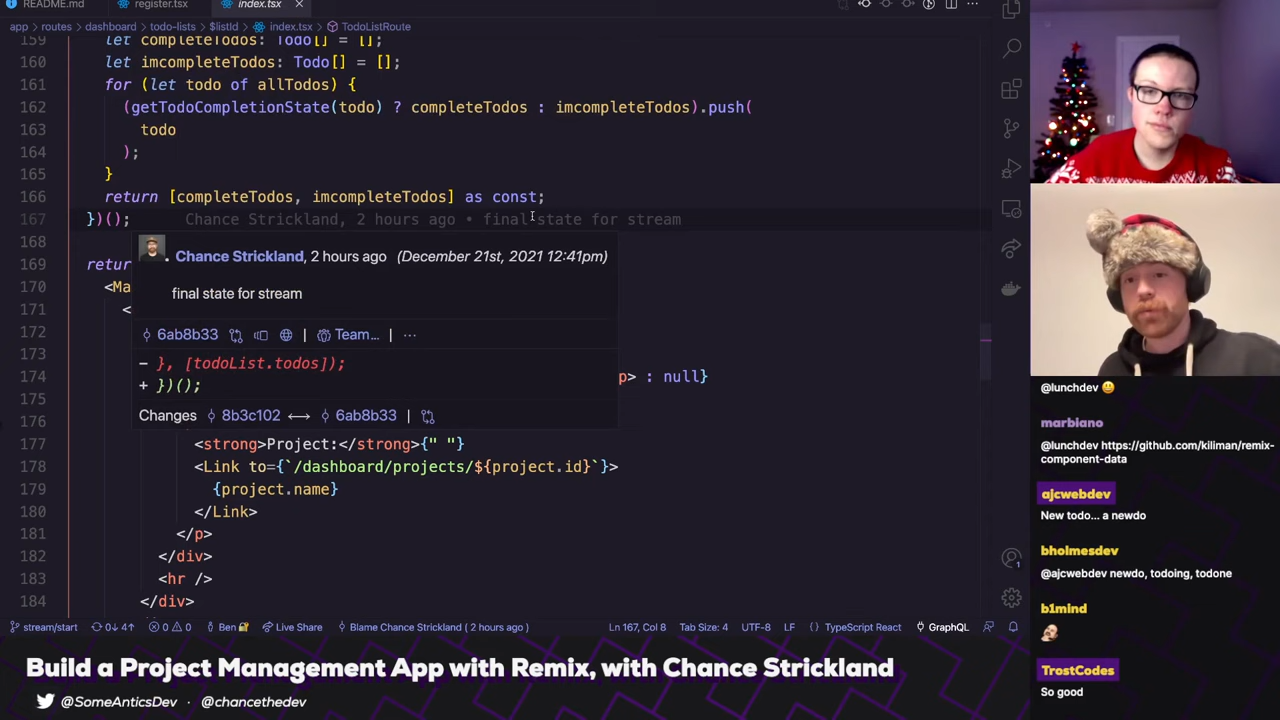 README.md register.tsx index.tsx
app > routes > dashboard > todo-lists > $listId > index.tsx > TodoListRoute
159 let completeTodos: Todo[] = [];
160 let imcompleteTodos: Todo[] = [];
161 for (let todo of allTodos) {
162 (getTodoCompletionState(todo) ? completeTodos : imcompleteTodos).push(
163 todo
164 );
165 }
166 return [completeTodos, imcompleteTodos] as const;
167 })(); Chance Strickland, 2 hours ago • final state for stream
168
Chance Strickland, 2 hours ago (December 21st, 2021 12:41pm)
169 retur
170 <Ma
final state for stream
171 <
172
6ab8b33 | Team... | ...
173
- }, [todoList.todos]);
174 p> : null}
+ })();
175
Changes 8b3c102 ⟷ 6ab8b33 |
176
177 <strong>Project:</strong>{" "}
178 <Link to={`/dashboard/projects/${project.id}`}>
179 {project.name}
180 </Link>
181 </p>
182 </div>
183 <hr />
184 </div>
stream/start 0↓ 4↑ 0 0 Ben Live Share Blame Chance Strickland ( 2 hours ago ) Ln 167, Col 8 Tab Size: 4 UTF-8 LF TypeScript React GraphQL
@lunchdev
marbiano
@lunchdev https://github.com/kiliman/remix-
component-data
ajcwebdev
New todo... a newdo
bholmesdev
@ajcwebdev newdo, todoing, todone
b1mind
TrostCodes
So good
Build a Project Management App with Remix, with Chance Strickland
@SomeAnticsDev · @chancethedev